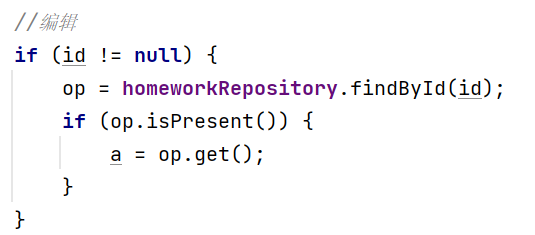 //编辑
if (id != null) {
    op = homeworkRepository.findById(id);
    if (op.isPresent()) {
        a = op.get();
    }
}